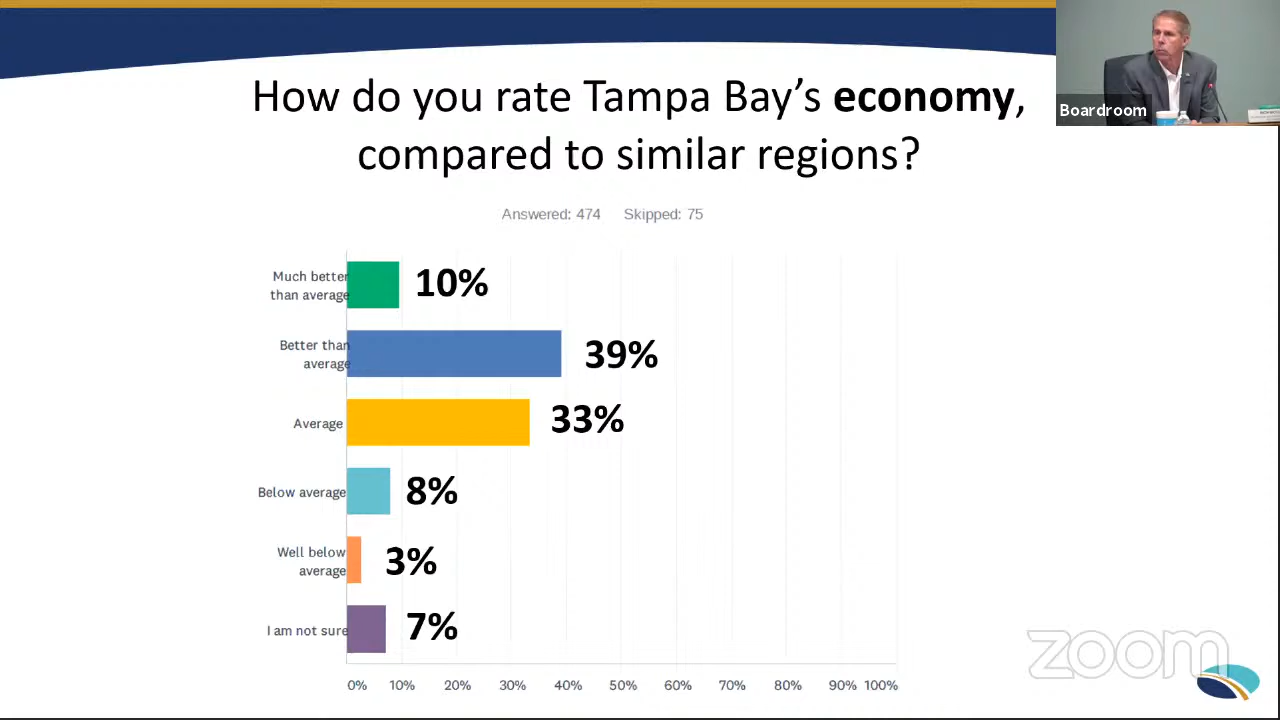 How do you rate Tampa Bay's economy,
compared to similar regions?
Boardroom
Answered: 474 Skipped: 75
Much better
than average
10%
Better than
average
39%
Average
33%
Below average
8%
Well below
average
3%
I am not sure
7%
0% 10% 20% 30% 40% 50% 60% 70% 80% 90% 100%
zoom